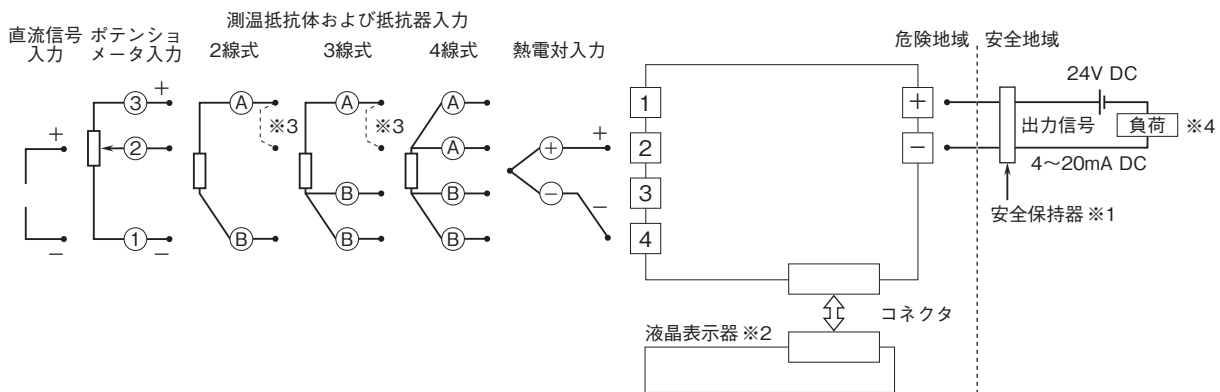 測温抵抗体および抵抗器入力
直流信号
入力
ポテンショ
メータ入力
2線式
3線式
4線式
熱電対入力
危険地域
安全地域
+
−
3
+
2
1
−
A
※3
B
A
※3
B
B
A
A
B
B
+
+
−
−
1
2
3
4
+
−
24V DC
出力信号
負荷
※4
4～20mA DC
安全保持器 ※1
コネクタ
液晶表示器 ※2